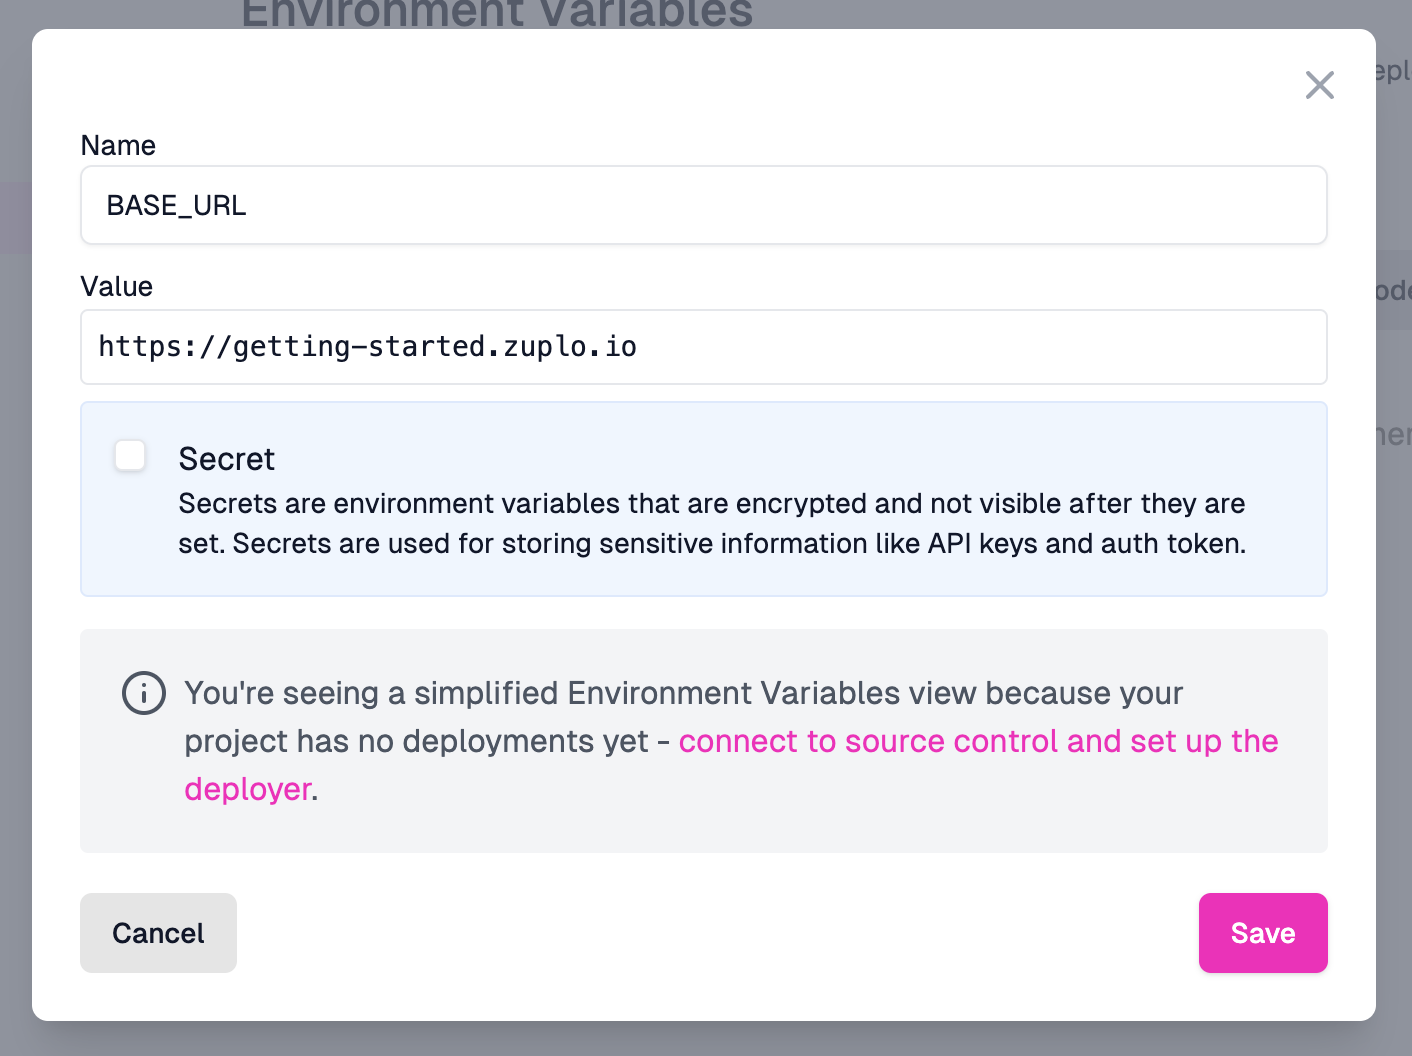 Environment Variables
Name
BASE_URL
Value
https://getting-started.zuplo.io
Secret
Secrets are environment variables that are encrypted and not visible after they are
set. Secrets are used for storing sensitive information like API keys and auth token.
You're seeing a simplified Environment Variables view because your
project has no deployments yet - connect to source control and set up the
deployer.
Cancel
Save